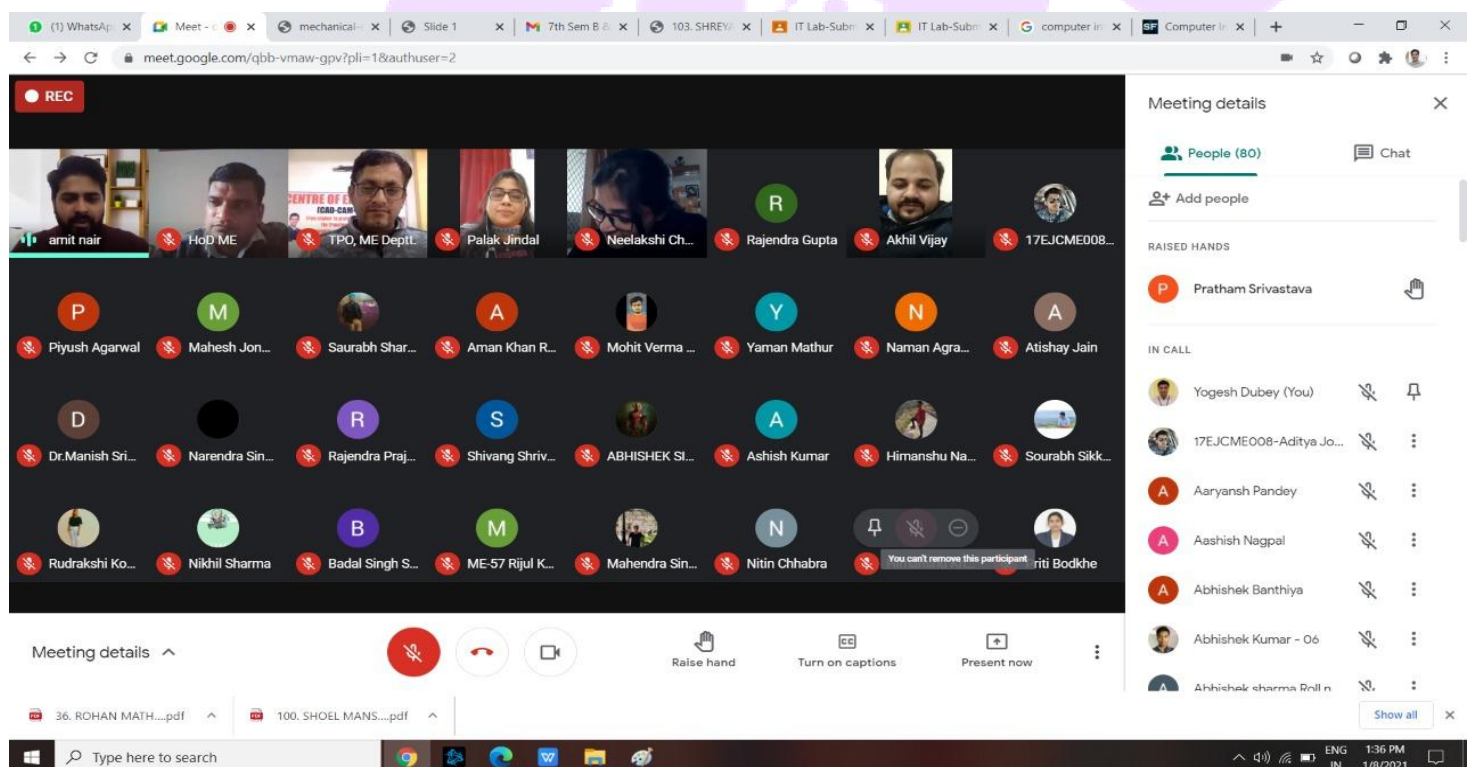 (1) WhatsAp
Meet - c
mechanical-
Slide 1
7th Sem B &
103. SHREYA
IT Lab-Subm
IT Lab-Subm
computer in
SF Computer In
meet.google.com/qbb-vmaw-gpv?pli=1&authuser=2
REC
Meeting details
People (80)
Chat
Add people
RAISED HANDS
P Pratham Srivastava
IN CALL
Yogesh Dubey (You)
17EJCME008-Aditya Jo...
A Aaryansh Pandey
A Aashish Nagpal
A Abhishek Banthiya
Abhishek Kumar - 06
A Abhishek sharma Roll n
CENTRE OF E
(CAD-CAM
R
amit nair
HoD ME
TPO, ME Deptt.
Palak Jindal
Neelakshi Ch...
Rajendra Gupta
Akhil Vijay
17EJCME008...
P M A Y N A
Piyush Agarwal
Mahesh Jon...
Saurabh Shar...
Aman Khan R...
Mohit Verma ...
Yaman Mathur
Naman Agra...
Atishay Jain
D R S A
Dr.Manish Sri...
Narendra Sin...
Rajendra Praj...
Shivang Shriv...
ABHISHEK SI...
Ashish Kumar
Himanshu Na...
Sourabh Sikk...
B M N
You can't remove this participant
Rudrakshi Ko...
Nikhil Sharma
Badal Singh S...
ME-57 Rijul K...
Mahendra Sin...
Nitin Chhabra
riti Bodkhe
Meeting details
Raise hand
CC
Turn on captions
Present now
36. ROHAN MATH....pdf
100. SHOEL MANS....pdf
Show all
Type here to search
W
ENG
IN
1:36 PM
1/8/2021